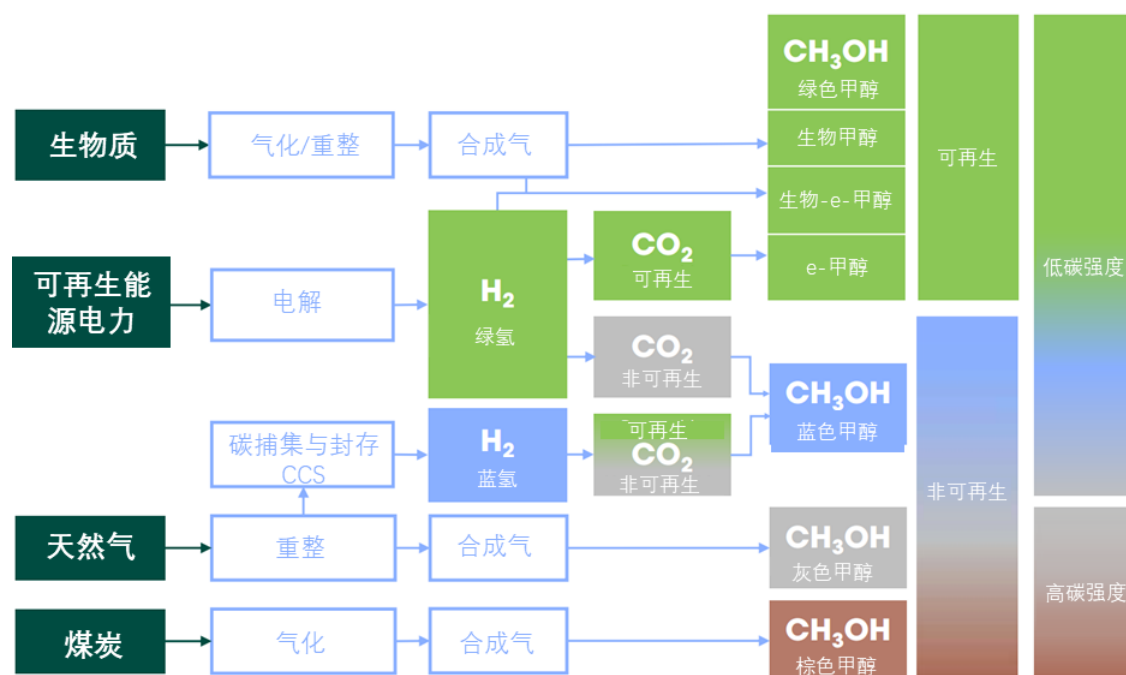 CH₃OH
绿色甲醇
生物质
气化/重整
合成气
生物甲醇
可再生
生物-e-甲醇
可再生能
源电力
电解
H₂
绿氢
CO₂
可再生
e-甲醇
低碳强度
CO₂
非可再生
CH₃OH
蓝色甲醇
碳捕集与封存
CCS
H₂
蓝氢
可再生
CO₂
非可再生
非可再生
天然气
重整
合成气
CH₃OH
灰色甲醇
高碳强度
煤炭
气化
合成气
CH₃OH
棕色甲醇